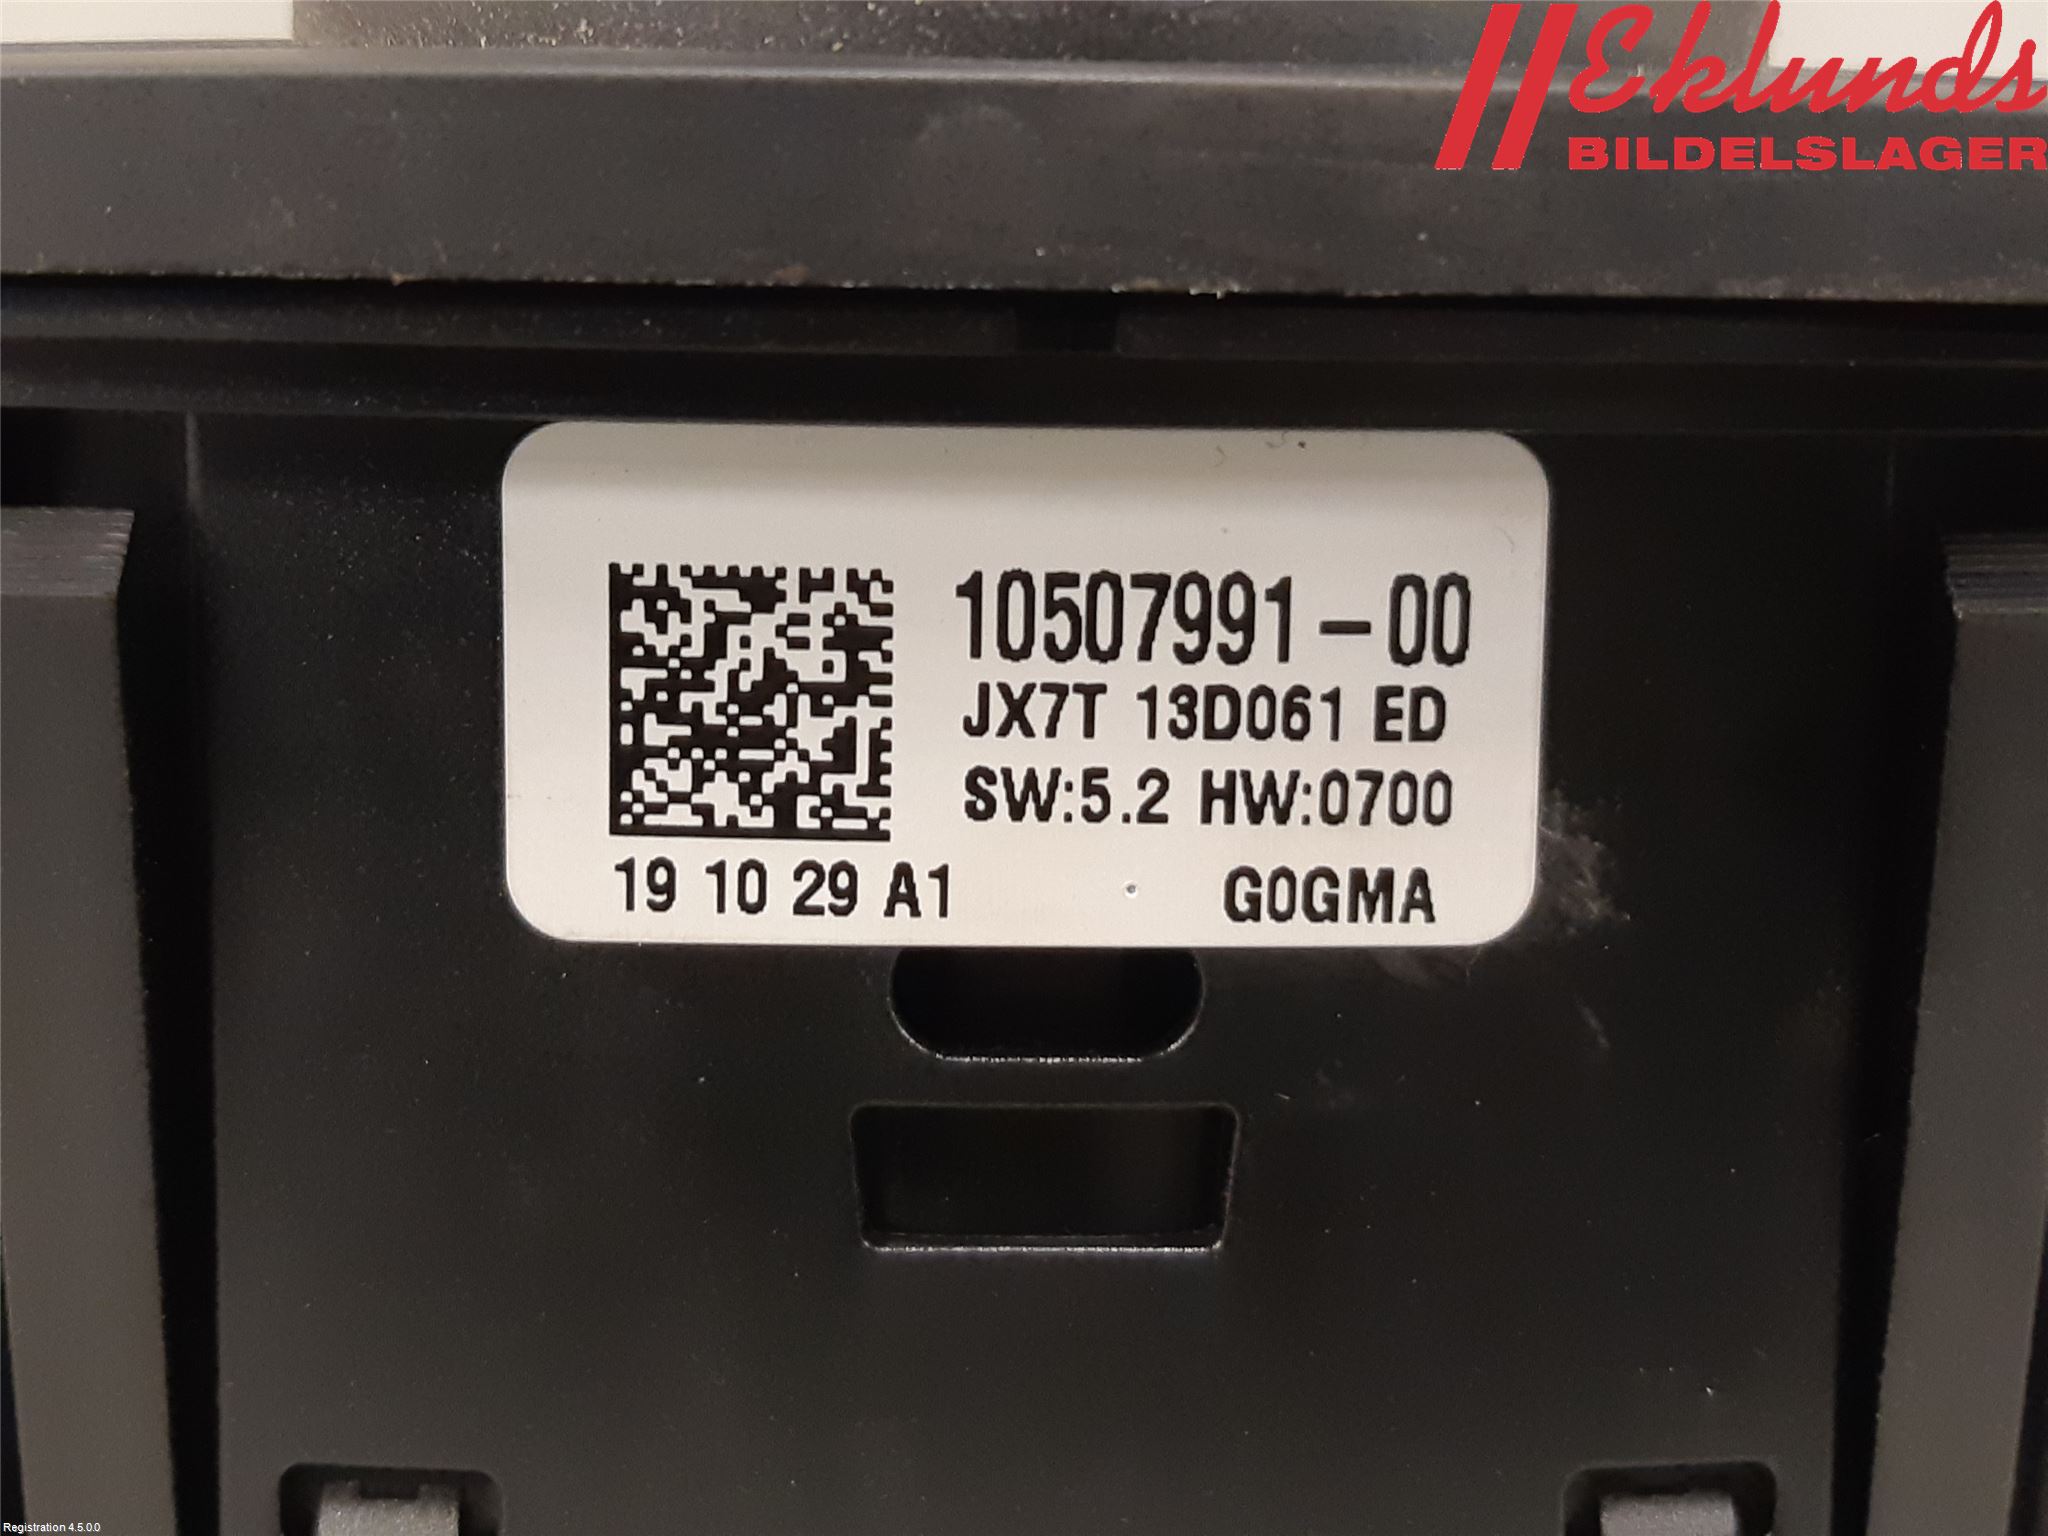 Eklunds
BILDELSLAGER
10507991-00
JX7T 13D061 ED
SW:5.2 HW:0700
19 10 29 A1 G0GMA
Registration 4.5.0.0